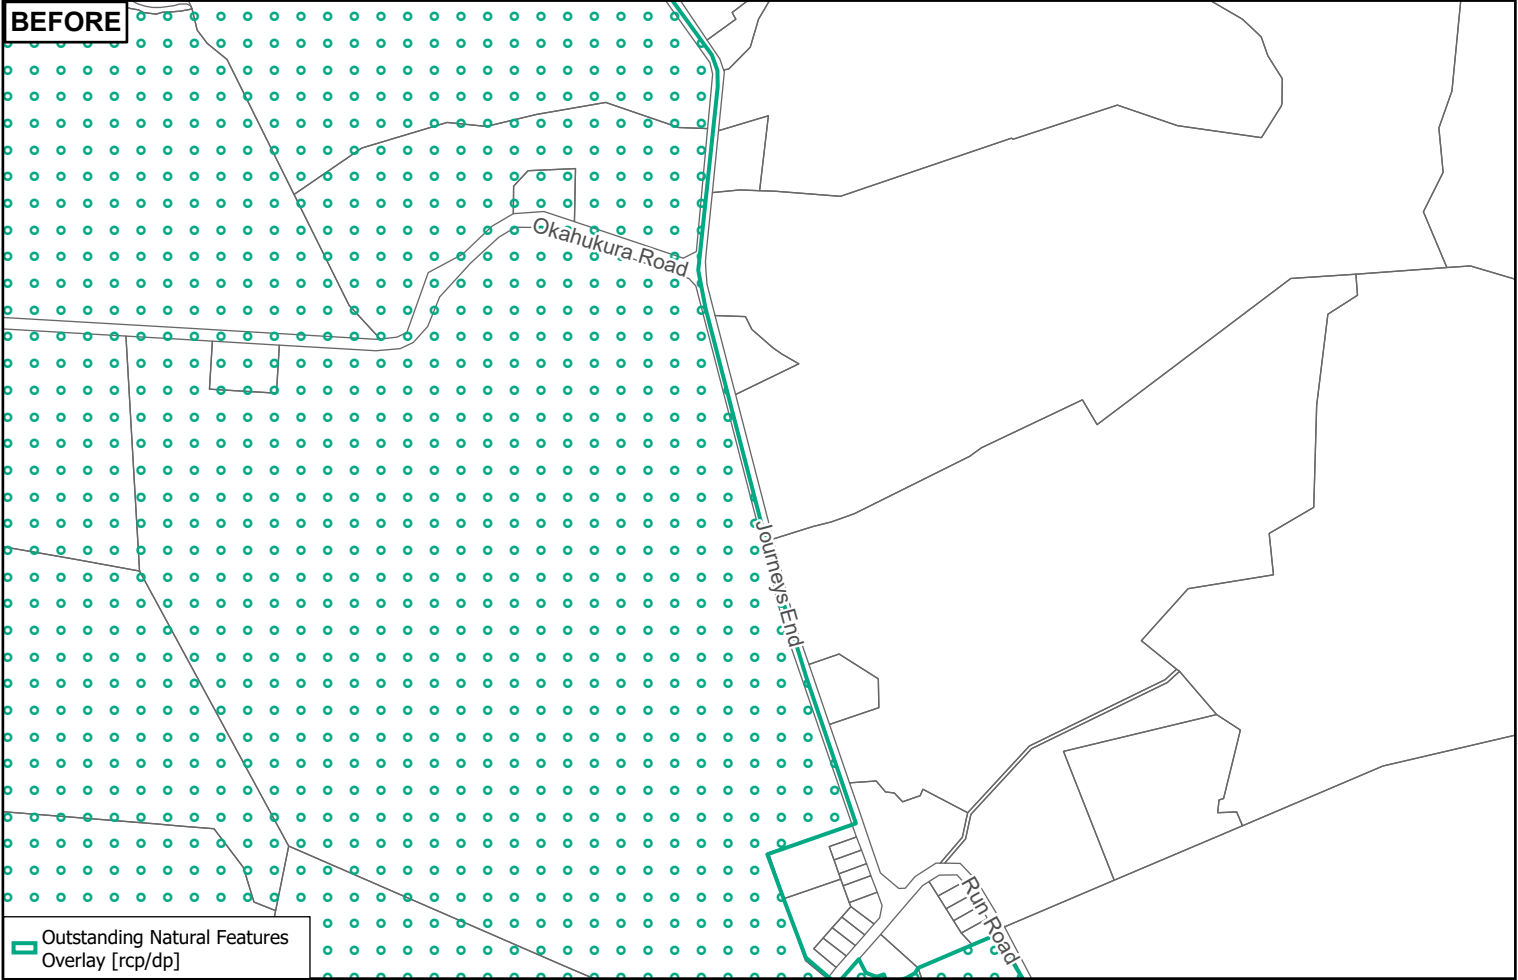 BEFORE
Okahukura Road
Journeys End
Run Road
Outstanding Natural Features
Overlay [rcp/dp]